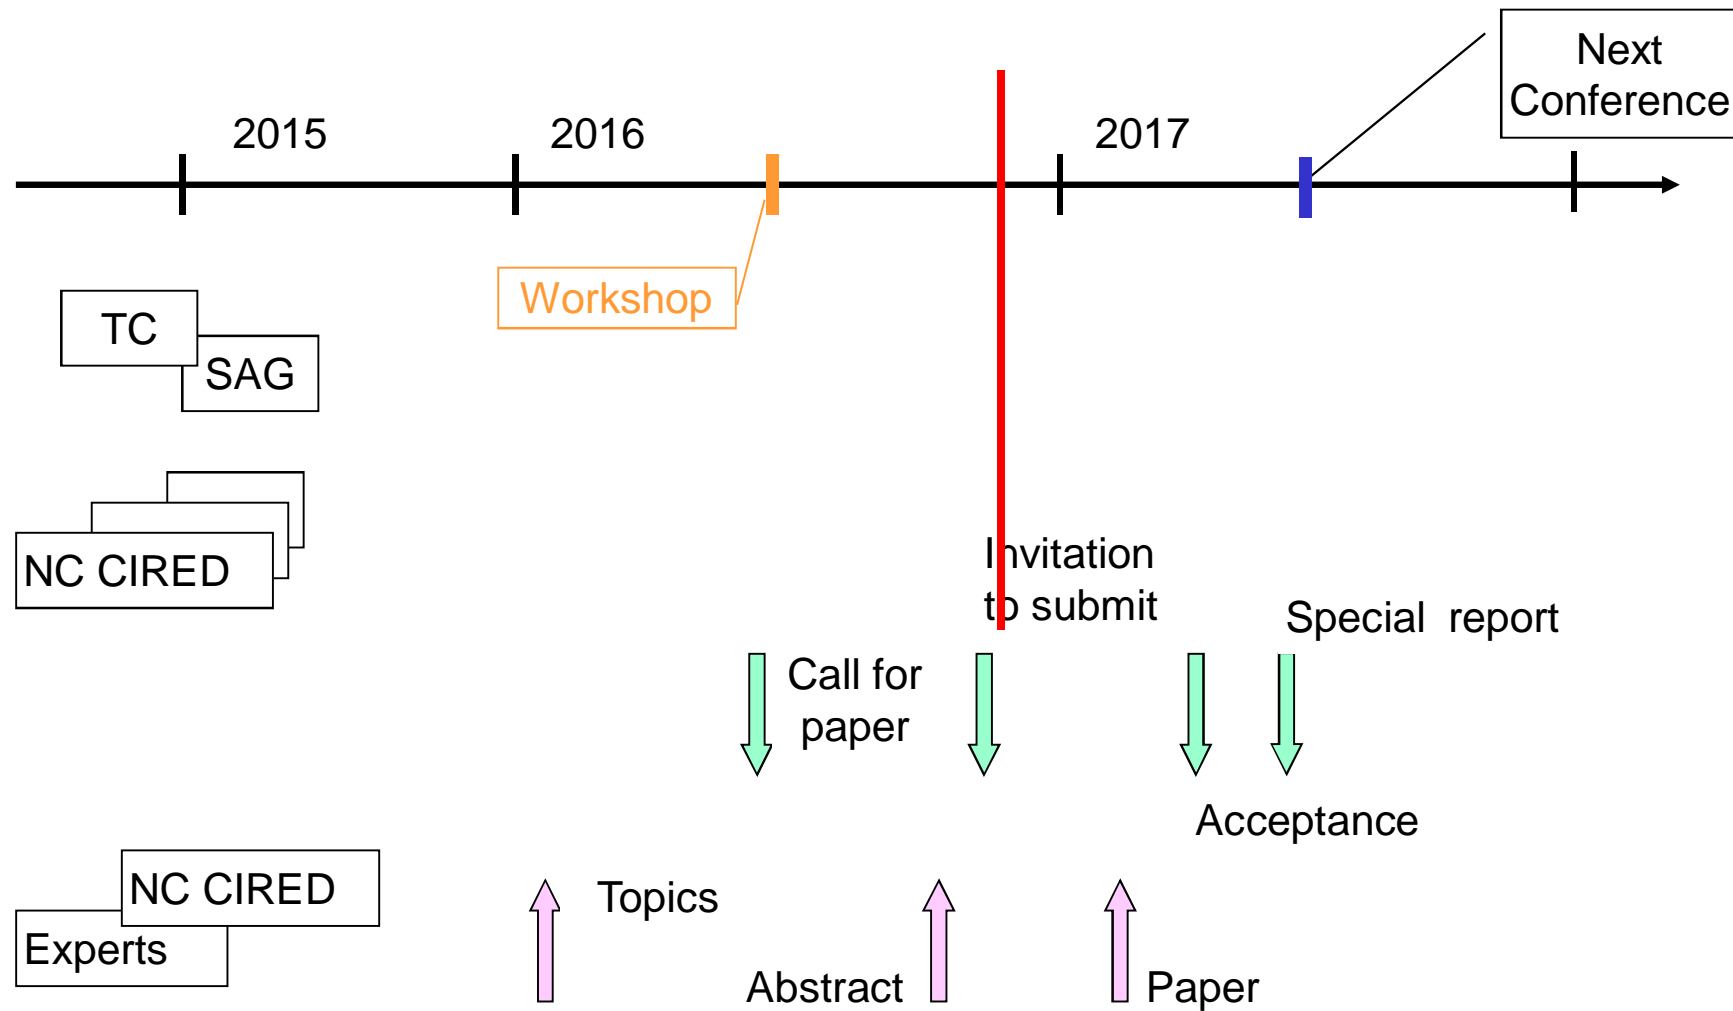 Next
Conference
2015
2016
2017
Workshop
TC
SAG
NC CIRED
Invitation
to submit
Special report
Call for
paper
Acceptance
NC CIRED
Topics
Experts
Abstract
Paper